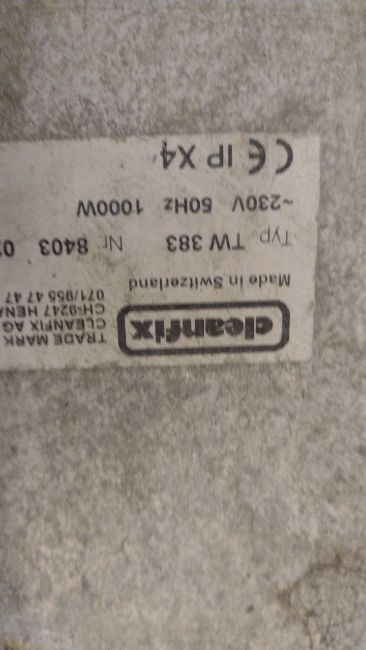 cleanfix
TRADE MARK
CLEANFIX AG
CH-9247 HENA
071/955 47 47
Made in Switzerland
Typ TW 383 Nr 8403 0
~230V 50Hz 1000W
CE IP X4